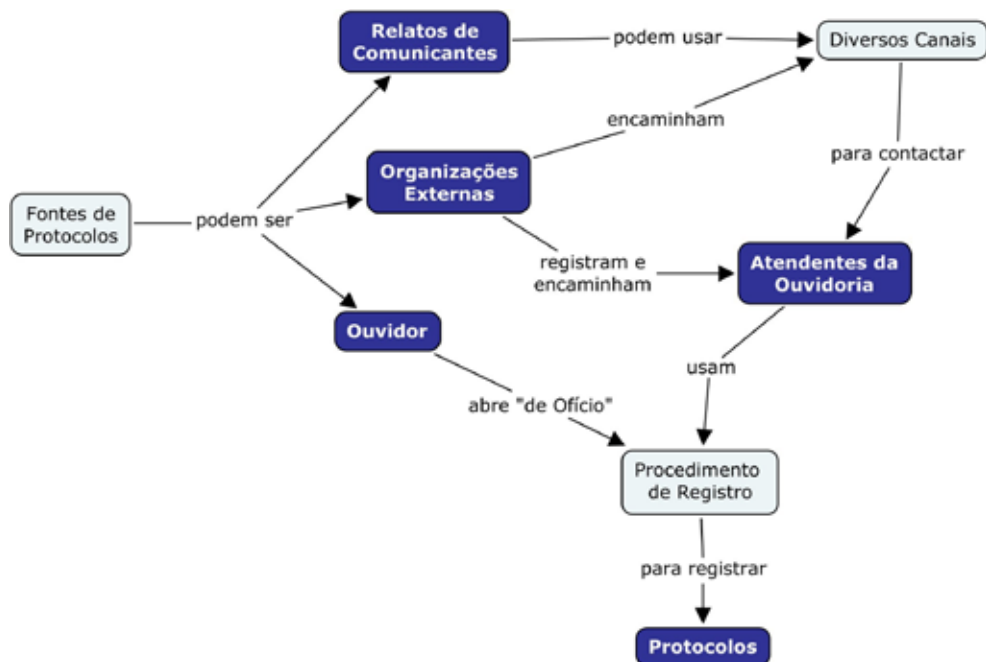 Relatos de
Comunicantes
podem usar
Diversos Canais
encaminham
Organizações
Externas
para contactar
Fontes de
Protocolos
podem ser
registram e
encaminham
Atendentes da
Ouvidoria
Ouvidor
usam
abre "de Ofício"
Procedimento
de Registro
para registrar
Protocolos